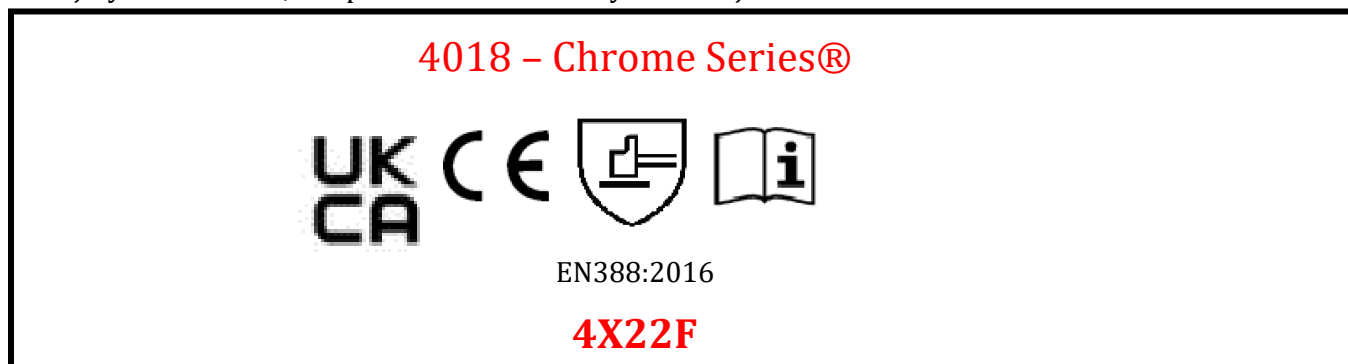 4018 – Chrome Series®
UK
CA
CE
i
EN388:2016
4X22F